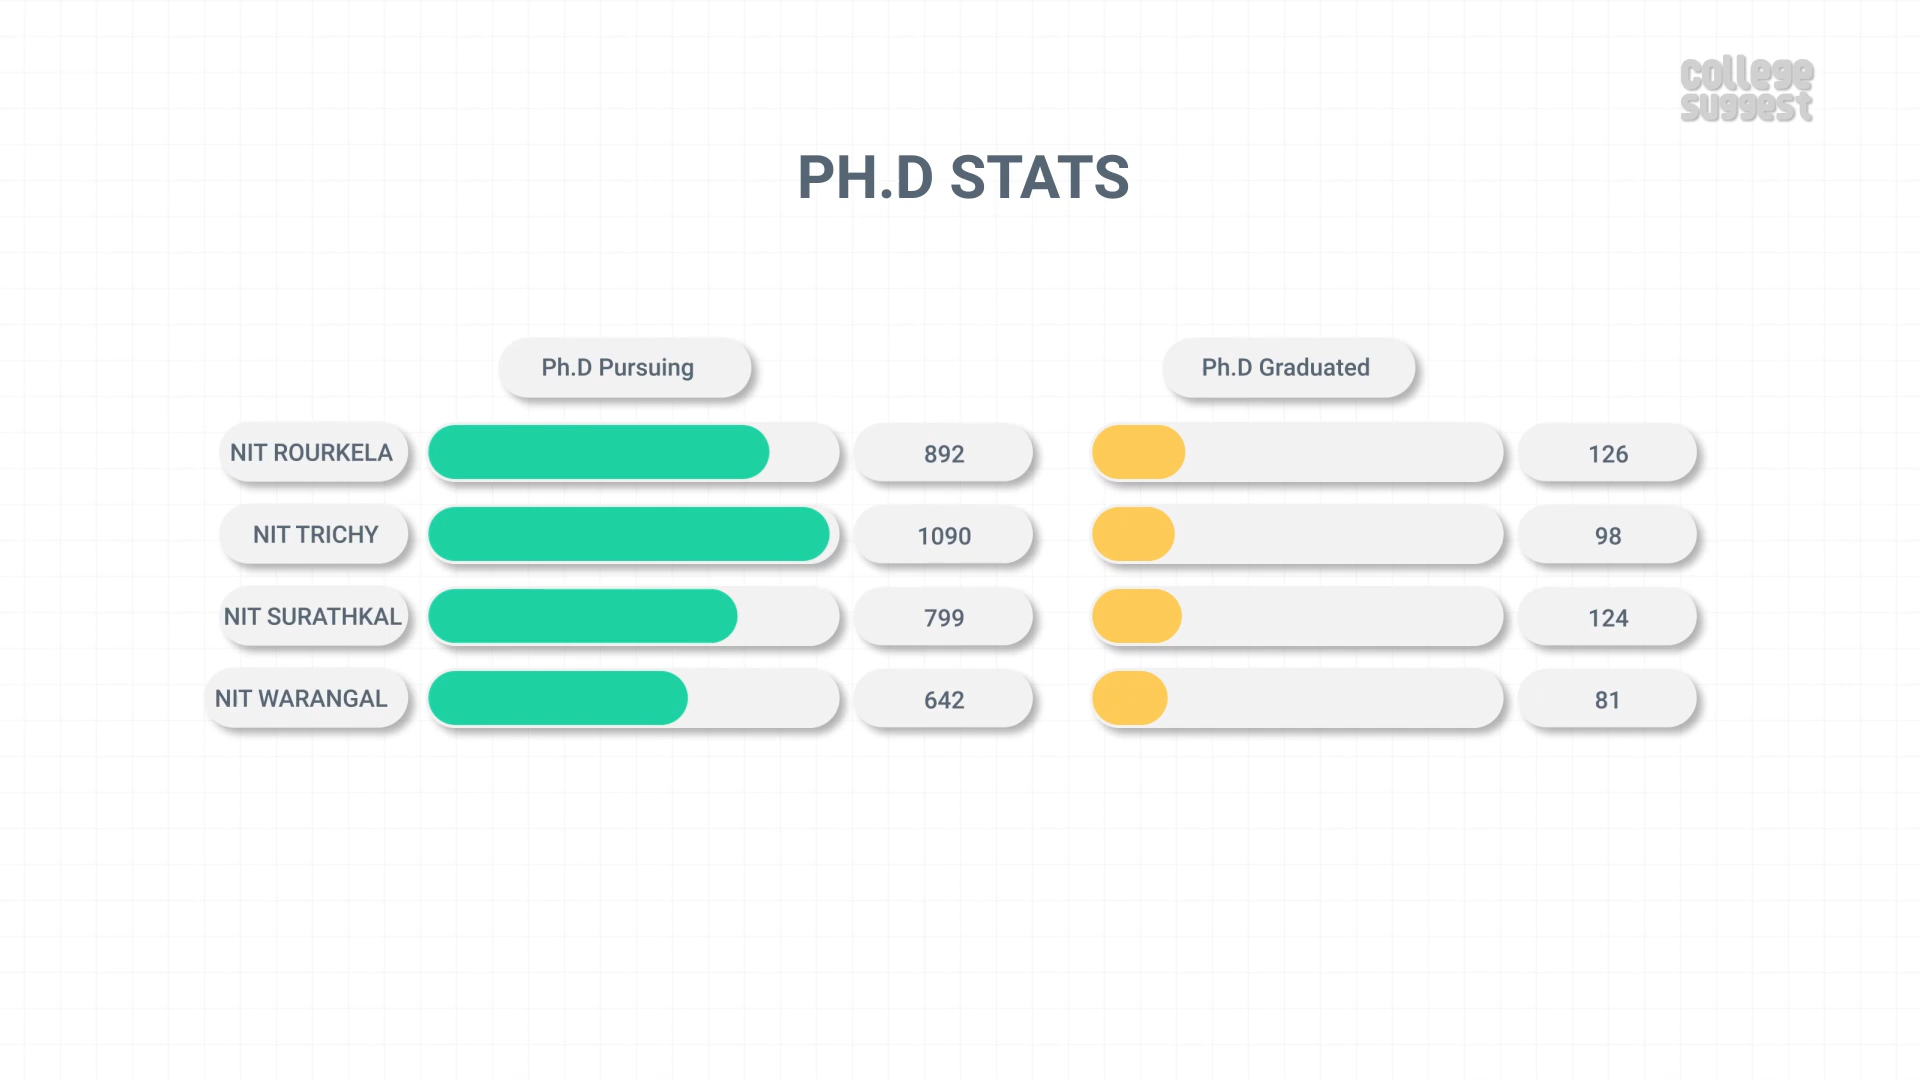 college
suggest
PH.D STATS
Ph.D Pursuing
Ph.D Graduated
NIT ROURKELA
892
126
NIT TRICHY
1090
98
NIT SURATHKAL
799
124
NIT WARANGAL
642
81